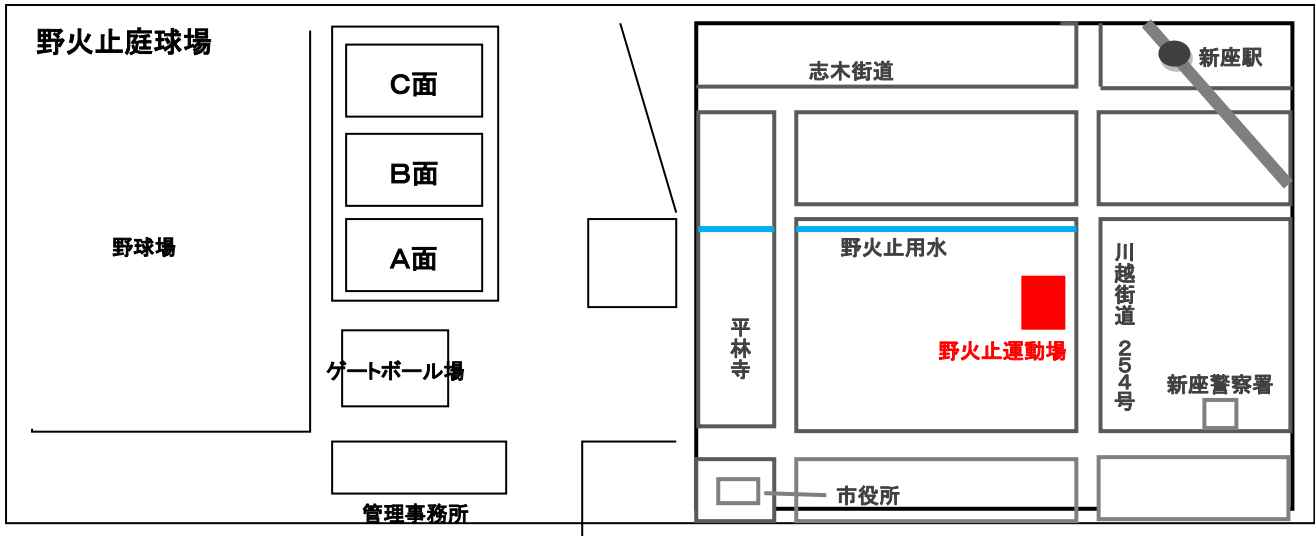 野火止庭球場
C面
B面
A面
野球場
ゲートボール場
管理事務所
志木街道
新座駅
野火止用水
川越街道 254号
平林寺
野火止運動場
新座警察署
市役所